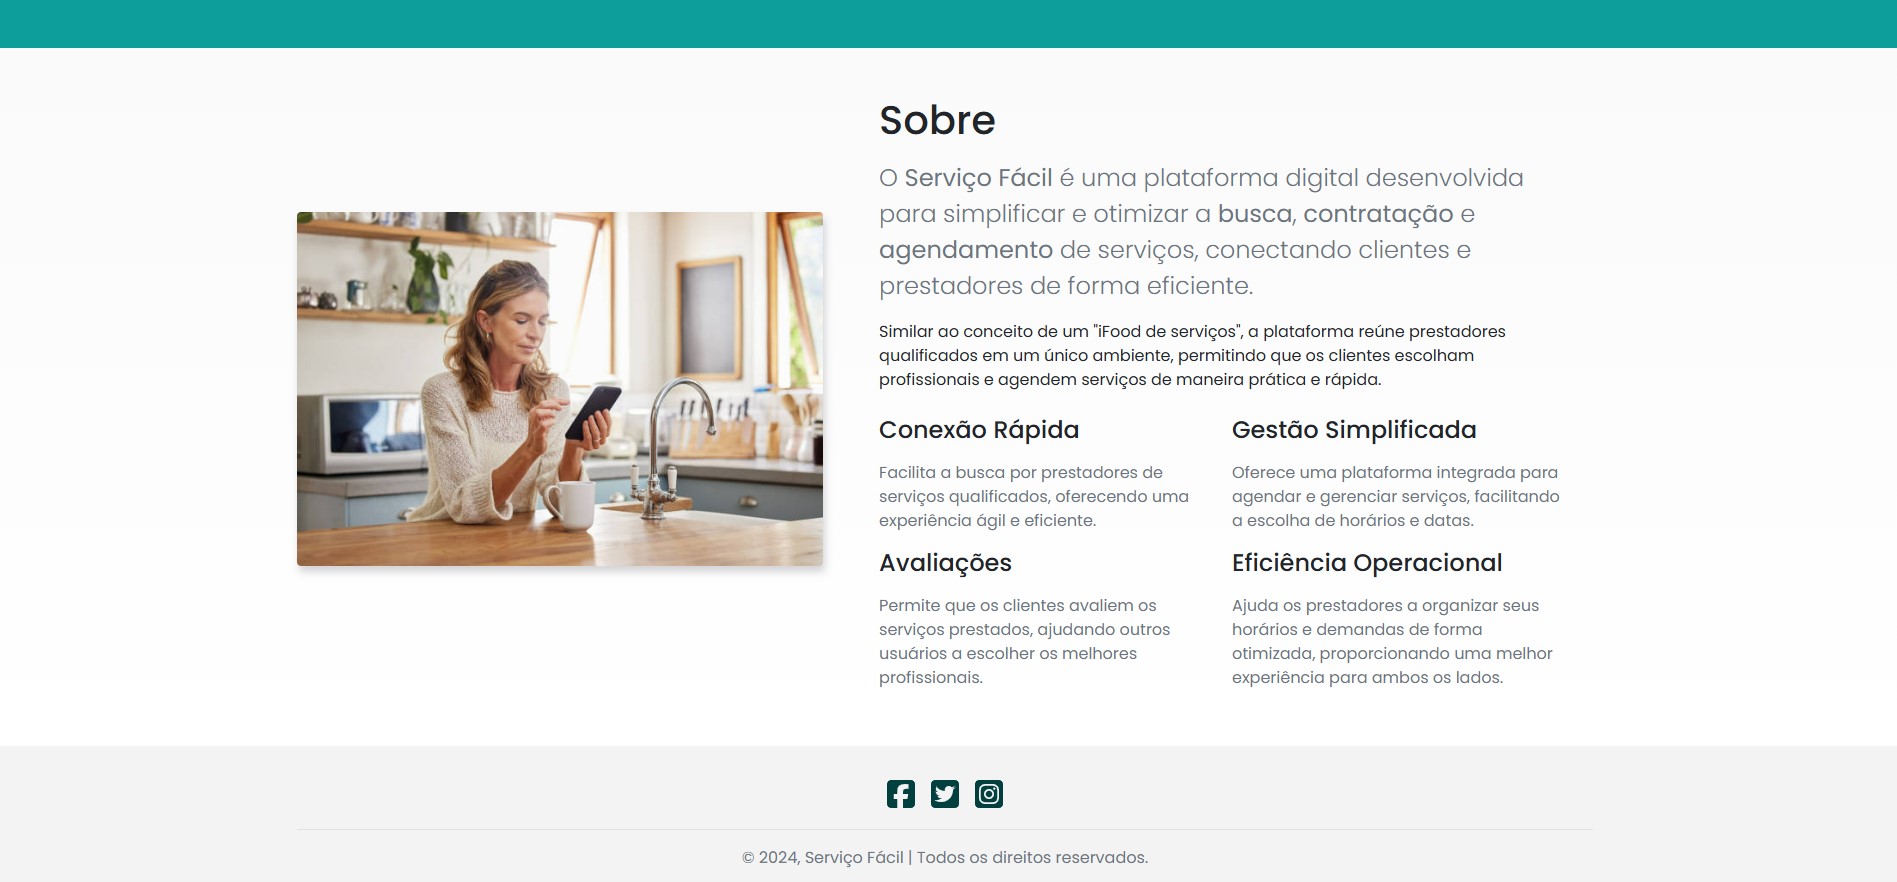 Sobre
O Serviço Fácil é uma plataforma digital desenvolvida
para simplificar e otimizar a busca, contratação e
agendamento de serviços, conectando clientes e
prestadores de forma eficiente.
Similar ao conceito de um "iFood de serviços", a plataforma reúne prestadores
qualificados em um único ambiente, permitindo que os clientes escolham
profissionais e agendem serviços de maneira prática e rápida.
Conexão Rápida
Facilita a busca por prestadores de
serviços qualificados, oferecendo uma
experiência ágil e eficiente.
Gestão Simplificada
Oferece uma plataforma integrada para
agendar e gerenciar serviços, facilitando
a escolha de horários e datas.
Avaliações
Permite que os clientes avaliem os
serviços prestados, ajudando outros
usuários a escolher os melhores
profissionais.
Eficiência Operacional
Ajuda os prestadores a organizar seus
horários e demandas de forma
otimizada, proporcionando uma melhor
experiência para ambos os lados.
© 2024, Serviço Fácil | Todos os direitos reservados.